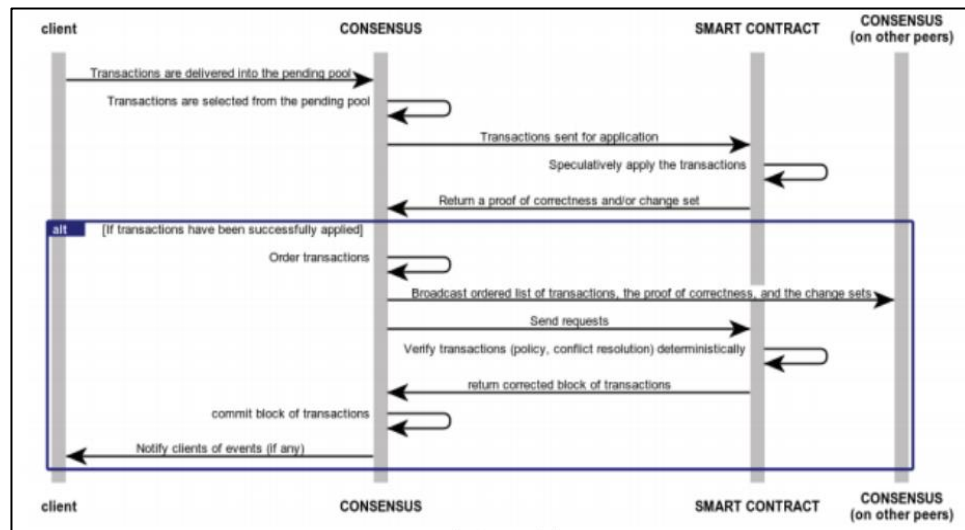 client
CONSENSUS
SMART CONTRACT
CONSENSUS
(on other peers)
Transactions are delivered into the pending pool
Transactions are selected from the pending pool
Transactions sent for application
Speculatively apply the transactions
Return a proof of correctness and/or change set
alt
[If transactions have been successfully applied]
Order transactions
Broadcast ordered list of transactions, the proof of correctness, and the change sets
Send requests
Verify transactions (policy, conflict resolution) deterministically
return corrected block of transactions
commit block of transactions
Notify clients of events (if any)
client
CONSENSUS
SMART CONTRACT
CONSENSUS
(on other peers)